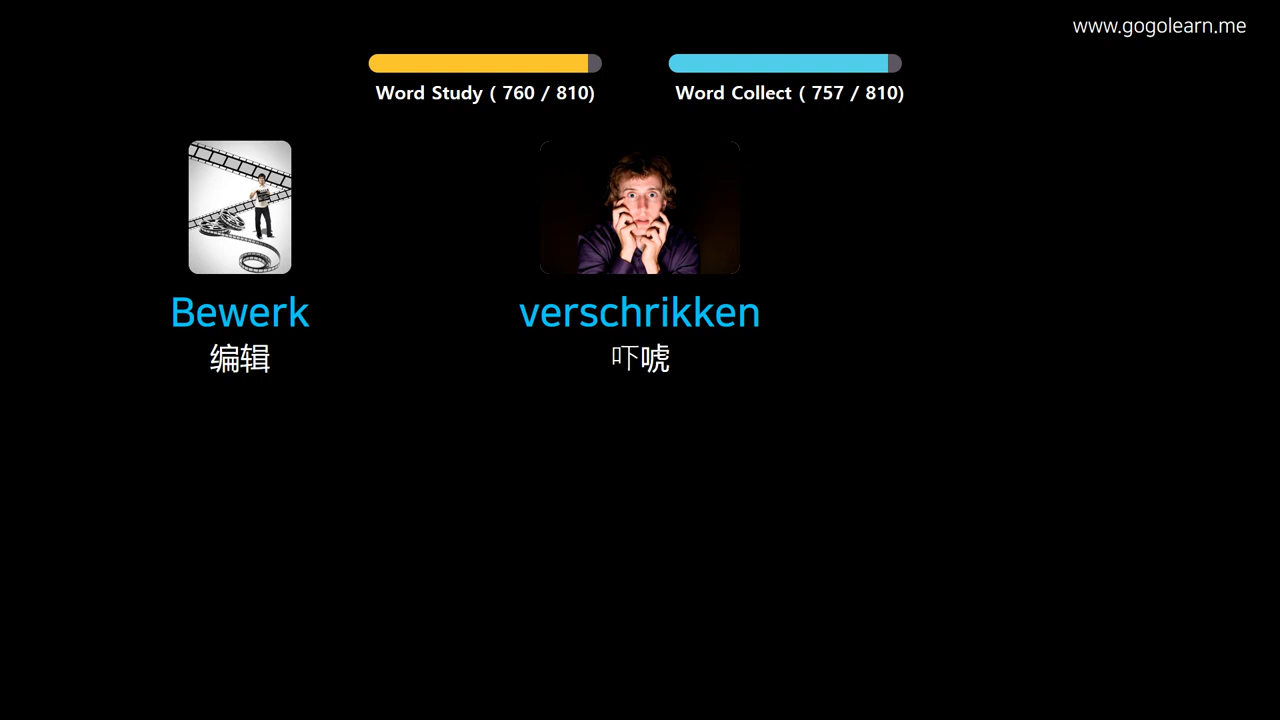 www.gogolearn.me
Word Study ( 760 / 810)
Word Collect ( 757 / 810)
Bewerk
编辑
verschrikken
吓唬